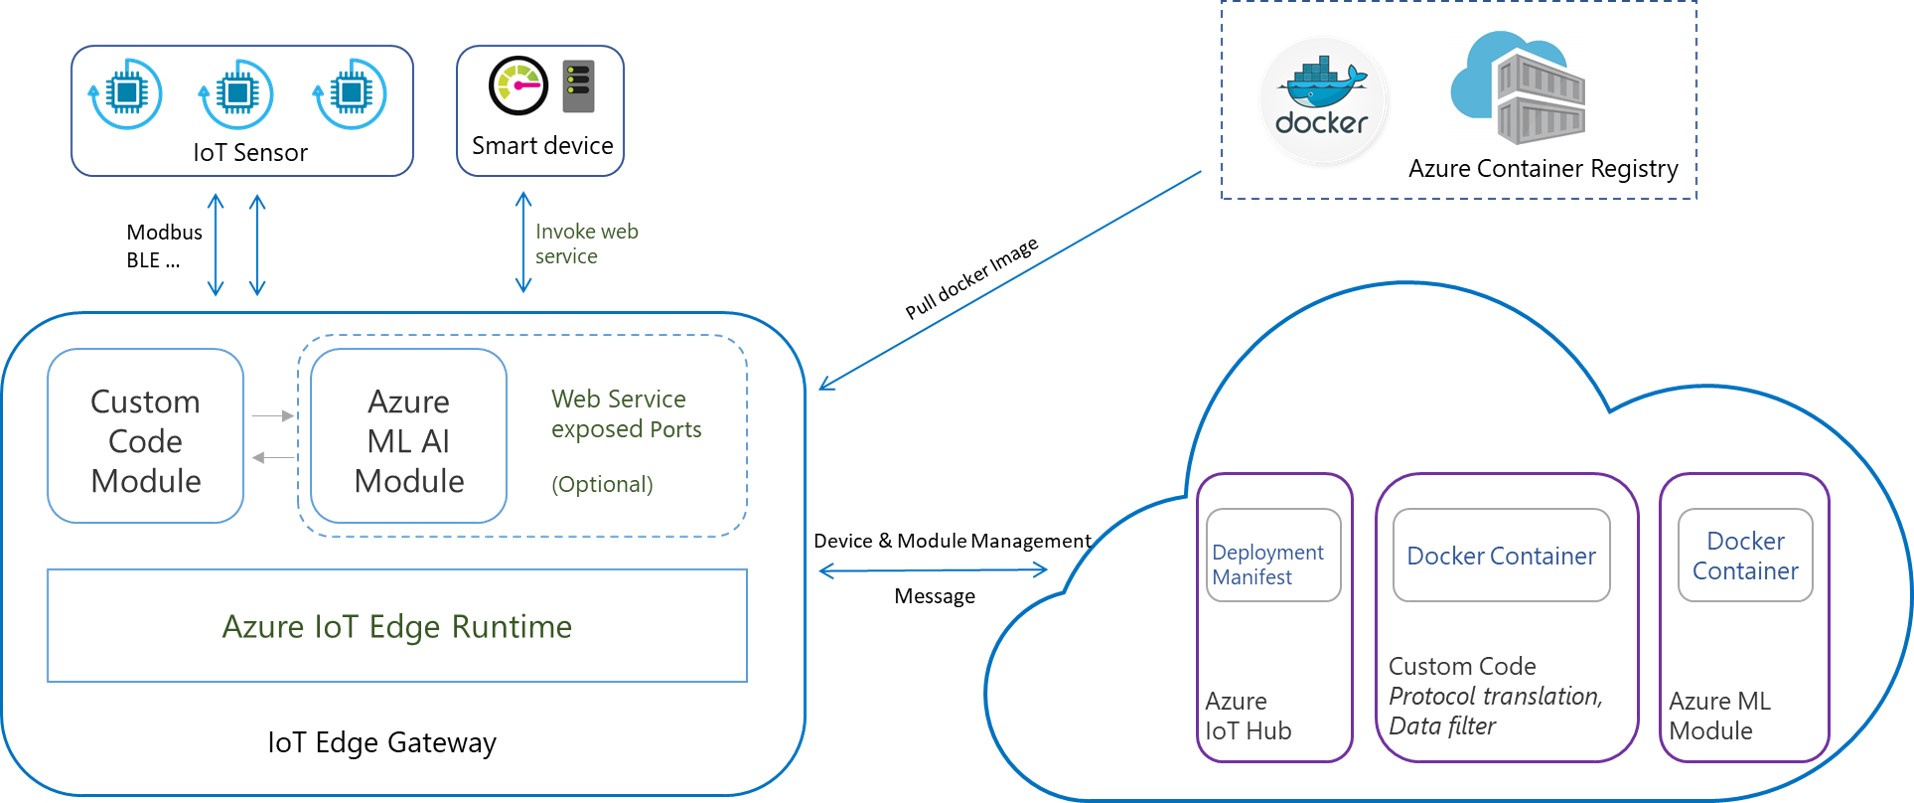 IoT Sensor
Smart device
docker
Azure Container Registry
Modbus
BLE ...
Invoke web
service
Pull docker Image
Custom
Code
Module
Azure
ML AI
Module
Web Service
exposed Ports
(Optional)
Azure IoT Edge Runtime
IoT Edge Gateway
Device & Module Management
Message
Deployment
Manifest
Azure
IoT Hub
Docker Container
Custom Code
Protocol translation,
Data filter
Docker
Container
Azure ML
Module